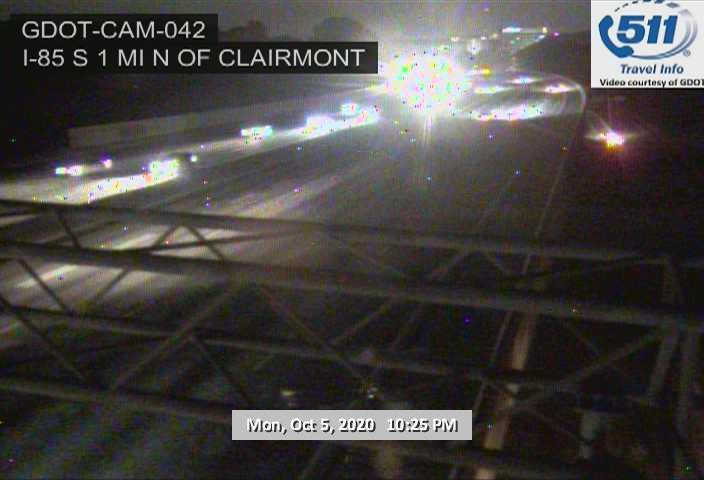 GDOT-CAM-042
I-85 S 1 MI N OF CLAIRMONT
511
Travel Info
Video courtesy of GDOT
Mon, Oct 5, 2020 10:25 PM